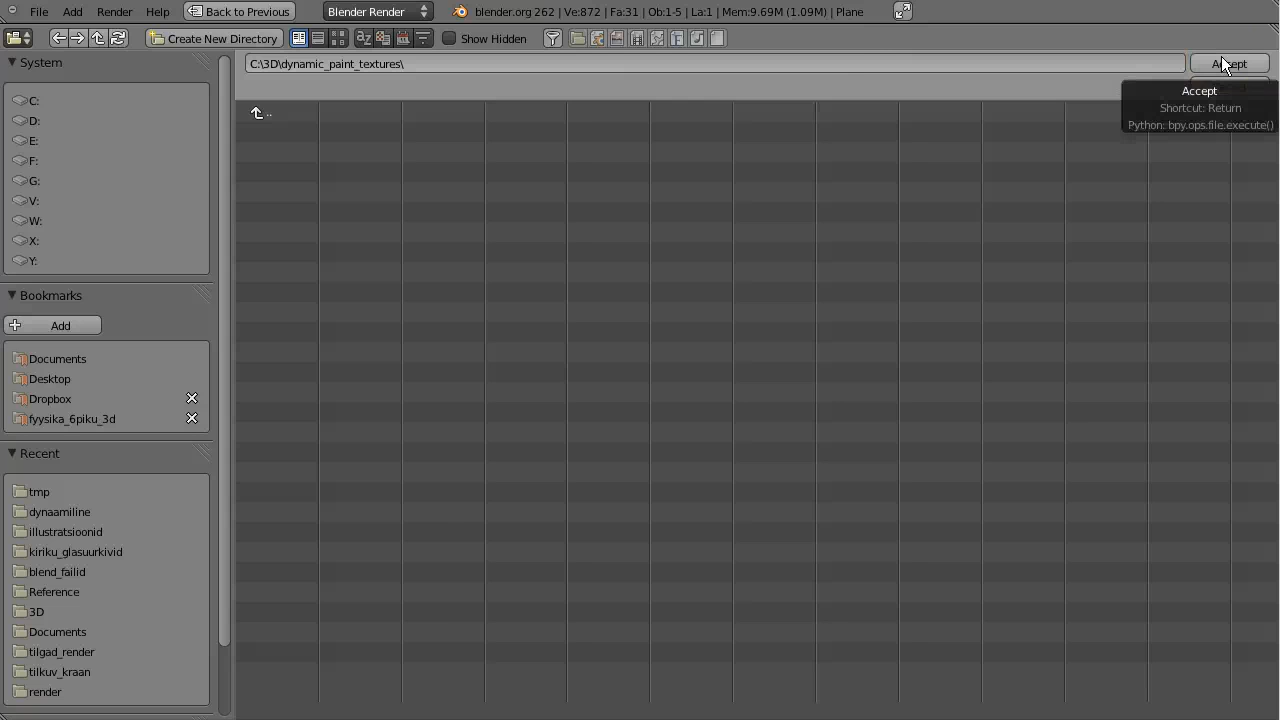 File Add Render Help Back to Previous Blender Render blender.org 262 | Ve:872 | Fa:31 | Ob:1-5 | La:1 | Mem:9.69M (1.09M) | Plane
Create New Directory Show Hidden
System
C:\3D\dynamic_paint_textures\ Accept
Accept
Shortcut: Return
Python: bpy.ops.file.execute()
..
C:
D:
E:
F:
G:
V:
W:
X:
Y:
Bookmarks
Add
Documents
Desktop
Dropbox
fyysika_6piku_3d
Recent
tmp
dynaamiline
illustratsioonid
kiriku_glasuurkivid
blend_failid
Reference
3D
Documents
tilgad_render
tilkuv_kraan
render